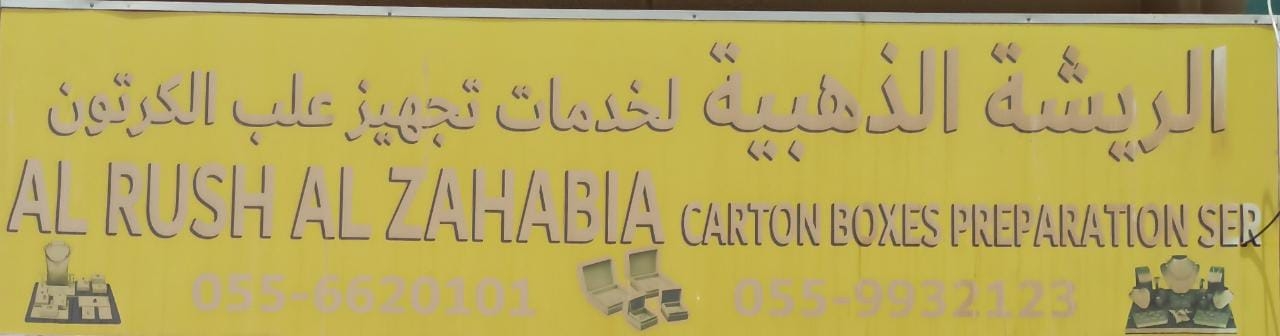 الريشة الذهبية لخدمات تجهيز علب الكرتون
AL RUSH AL ZAHABIA CARTON BOXES PREPARATION SER
055-6620101 055-9932123